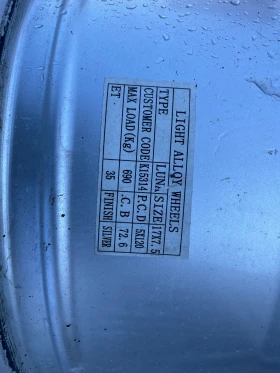 LIGHT ALLOY WHEELS
TYPE LUN. SIZE 17X7.5
CUSTOMER CODE K15314 P.C.D 5X120
MAX LOAD(Kg) 690 C.B 72.6
ET. 35 FINISH SILVER